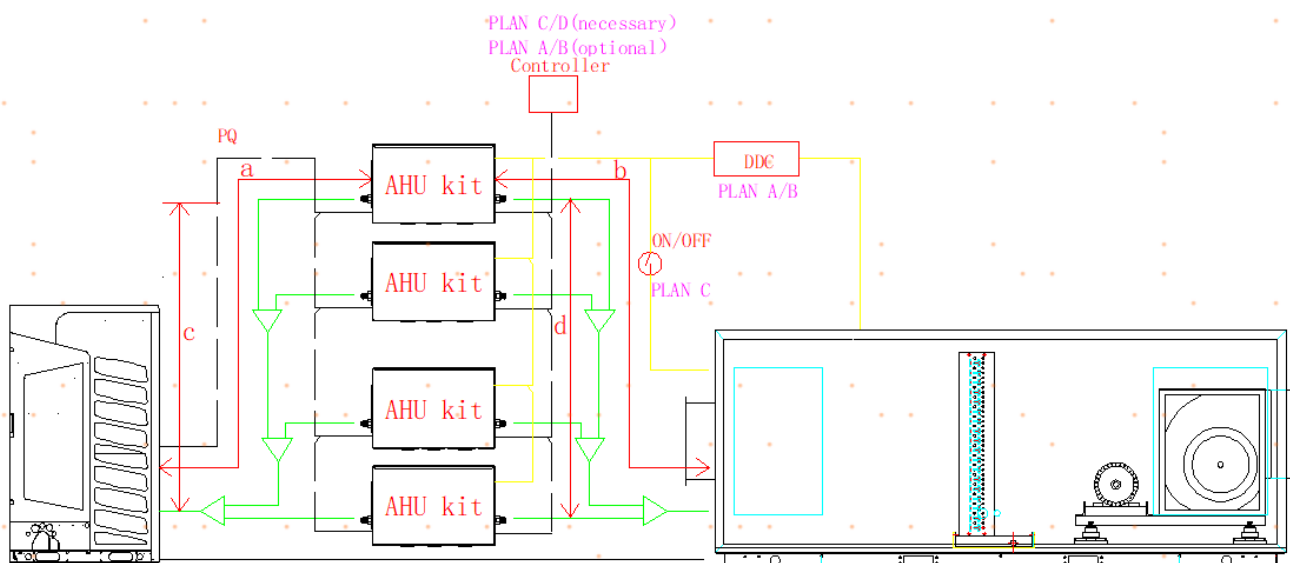 PLAN C/D(necessary)
PLAN A/B(optional)
Controller
PQ
a
AHU kit
b
DDC
PLAN A/B
ON/OFF
AHU kit
PLAN C
c
d
AHU kit
AHU kit